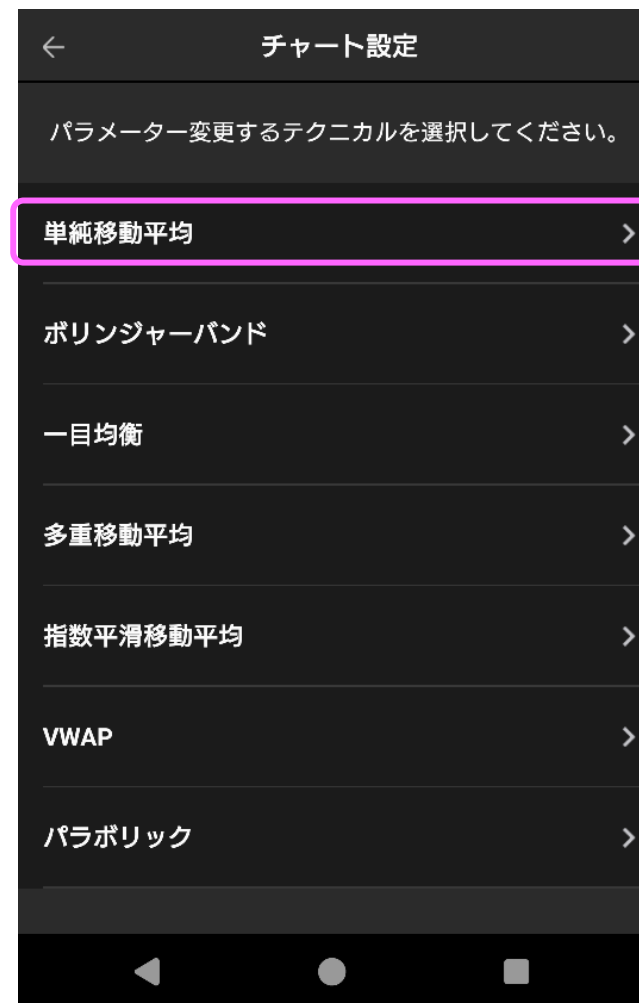 チャート設定
パラメーター変更するテクニカルを選択してください。
単純移動平均
ボリンジャーバンド
一目均衡
多重移動平均
指数平滑移動平均
VWAP
パラボリック